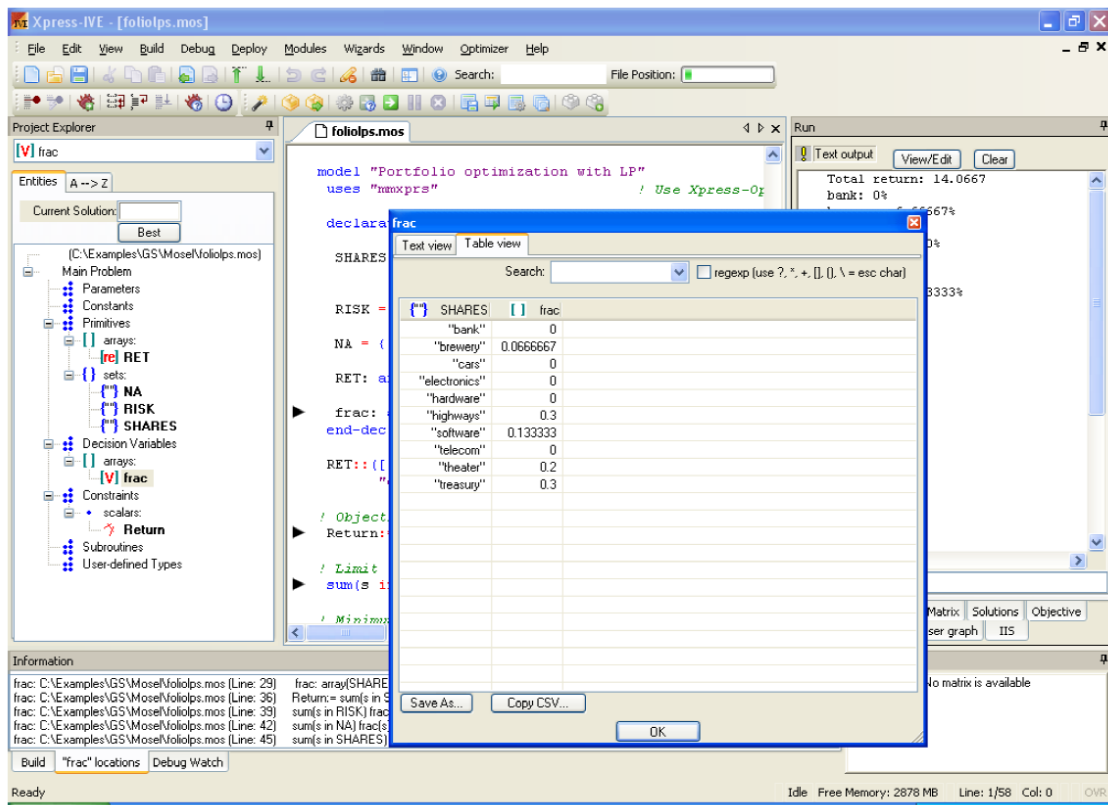 Xpress-IVE - [foliolps.mos]
File Edit View Build Debug Deploy Modules Wizards Window Optimizer Help
Search: File Position:
Project Explorer
[V] frac
Entities A --> Z
Current Solution:
Best
(C:\Examples\GS\Mosel\foliolps.mos)
Main Problem
Parameters
Constants
Primitives
[ ] arrays:
[re] RET
{ } sets:
{""} NA
{""} RISK
{""} SHARES
Decision Variables
[ ] arrays:
[V] frac
Constraints
scalars:
Return
Subroutines
User-defined Types
foliolps.mos
model "Portfolio optimization with LP"
uses "mmxprs" ! Use Xpress-Op
declarat
SHARES
RISK =
NA = {
RET: a
frac:
end-dec
RET::([
"
! Object
Return:
! Limit
sum(s i
! Minimu
Run
Text output View/Edit Clear
Total return: 14.0667
bank: 0%
6667%
0%
3333%
Matrix Solutions Objective
ser graph IIS
frac
Text view Table view
Search: regexp (use ?, *, +, [], (), \ = esc char)
{""} SHARES [ ] frac
"bank" 0
"brewery" 0.0666667
"cars" 0
"electronics" 0
"hardware" 0
"highways" 0.3
"software" 0.133333
"telecom" 0
"theater" 0.2
"treasury" 0.3
Save As... Copy CSV...
OK
Information
frac: C:\Examples\GS\Mosel\foliolps.mos (Line: 29) frac: array(SHARE
frac: C:\Examples\GS\Mosel\foliolps.mos (Line: 36) Return:= sum(s in S
frac: C:\Examples\GS\Mosel\foliolps.mos (Line: 39) sum(s in RISK) frac
frac: C:\Examples\GS\Mosel\foliolps.mos (Line: 42) sum(s in NA) frac(s)
frac: C:\Examples\GS\Mosel\foliolps.mos (Line: 45) sum(s in SHARES)
Build "frac" locations Debug Watch
No matrix is available
Ready Idle Free Memory: 2878 MB Line: 1/58 Col: 0 OVR